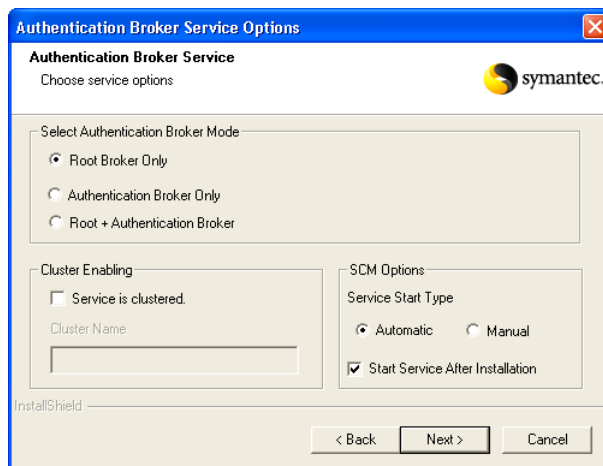 Authentication Broker Service Options
Authentication Broker Service
Choose service options
symantec.
Select Authentication Broker Mode
Root Broker Only
Authentication Broker Only
Root + Authentication Broker
Cluster Enabling
Service is clustered.
Cluster Name
SCM Options
Service Start Type
Automatic Manual
Start Service After Installation
InstallShield
< Back Next > Cancel